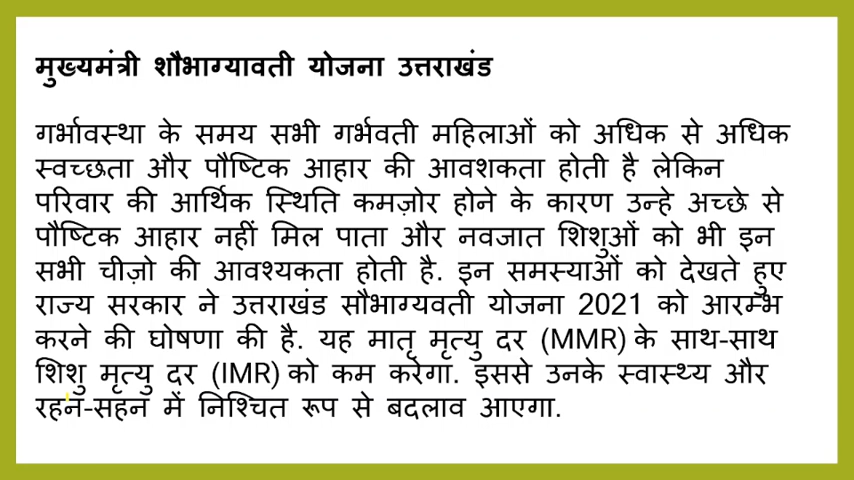 मुख्यमंत्री शौभाग्यावती योजना उत्तराखंड
गर्भावस्था के समय सभी गर्भवती महिलाओं को अधिक से अधिक
स्वच्छता और पौष्टिक आहार की आवशकता होती है लेकिन
परिवार की आर्थिक स्थिति कमज़ोर होने के कारण उन्हे अच्छे से
पौष्टिक आहार नहीं मिल पाता और नवजात शिशुओं को भी इन
सभी चीज़ो की आवश्यकता होती है. इन समस्याओं को देखते हुए
राज्य सरकार ने उत्तराखंड सौभाग्यवती योजना 2021 को आरम्भ
करने की घोषणा की है. यह मातृ मृत्यु दर (MMR) के साथ-साथ
शिशु मृत्यु दर (IMR) को कम करेगा. इससे उनके स्वास्थ्य और
रहन-सहन में निश्चित रूप से बदलाव आएगा.